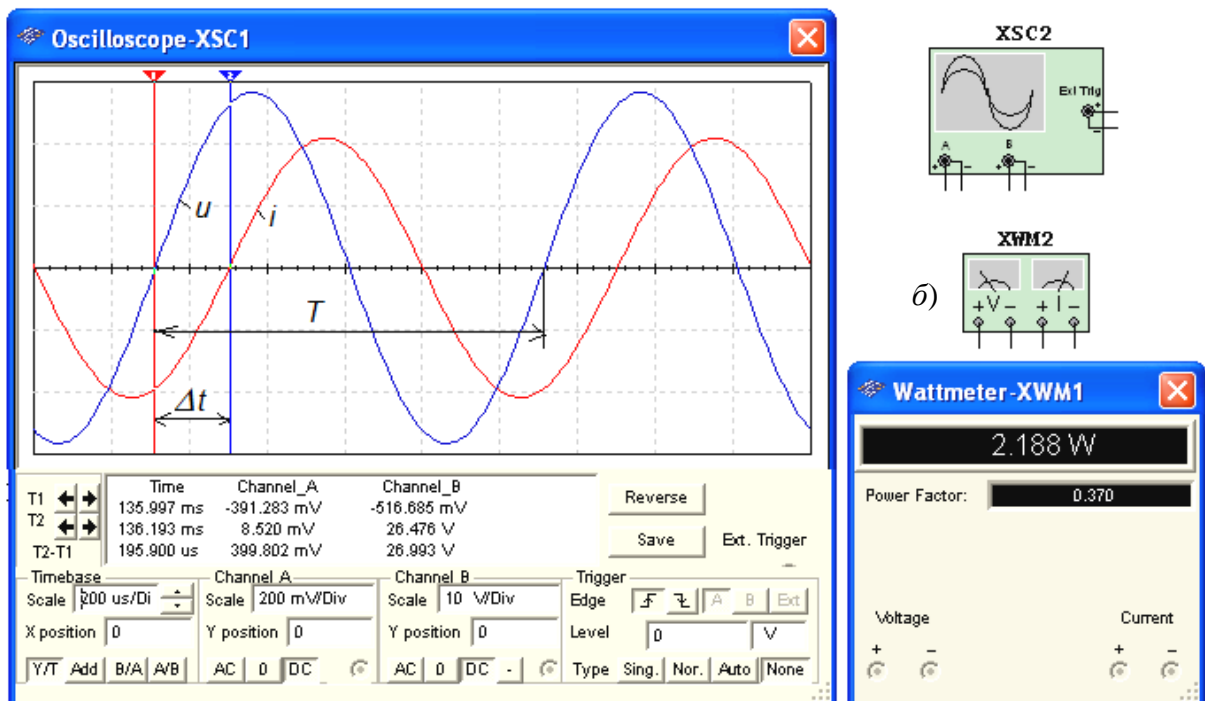 Oscilloscope-XSC1
1 2
u
i
T
Δt
T1
T2
T2-T1
Time Channel_A Channel_B
135.997 ms -391.283 mV -516.685 mV
136.193 ms 8.520 mV 26.476 V
195.900 us 399.802 mV 26.993 V
Reverse
Save
Ext. Trigger
Timebase
Scale 200 us/Di
X position 0
Y/T Add B/A A/B
Channel A
Scale 200 mV/Div
Y position 0
AC 0 DC
Channel B
Scale 10 V/Div
Y position 0
AC 0 DC -
Trigger
Edge A B Ext
Level 0 V
Type Sing. Nor. Auto None
XSC2
Ext Trig
+
-
A B
+ - + -
XWM2
б)
+ V - + I -
Wattmeter-XWM1
2.188 W
Power Factor: 0.370
Voltage Current
+ - + -